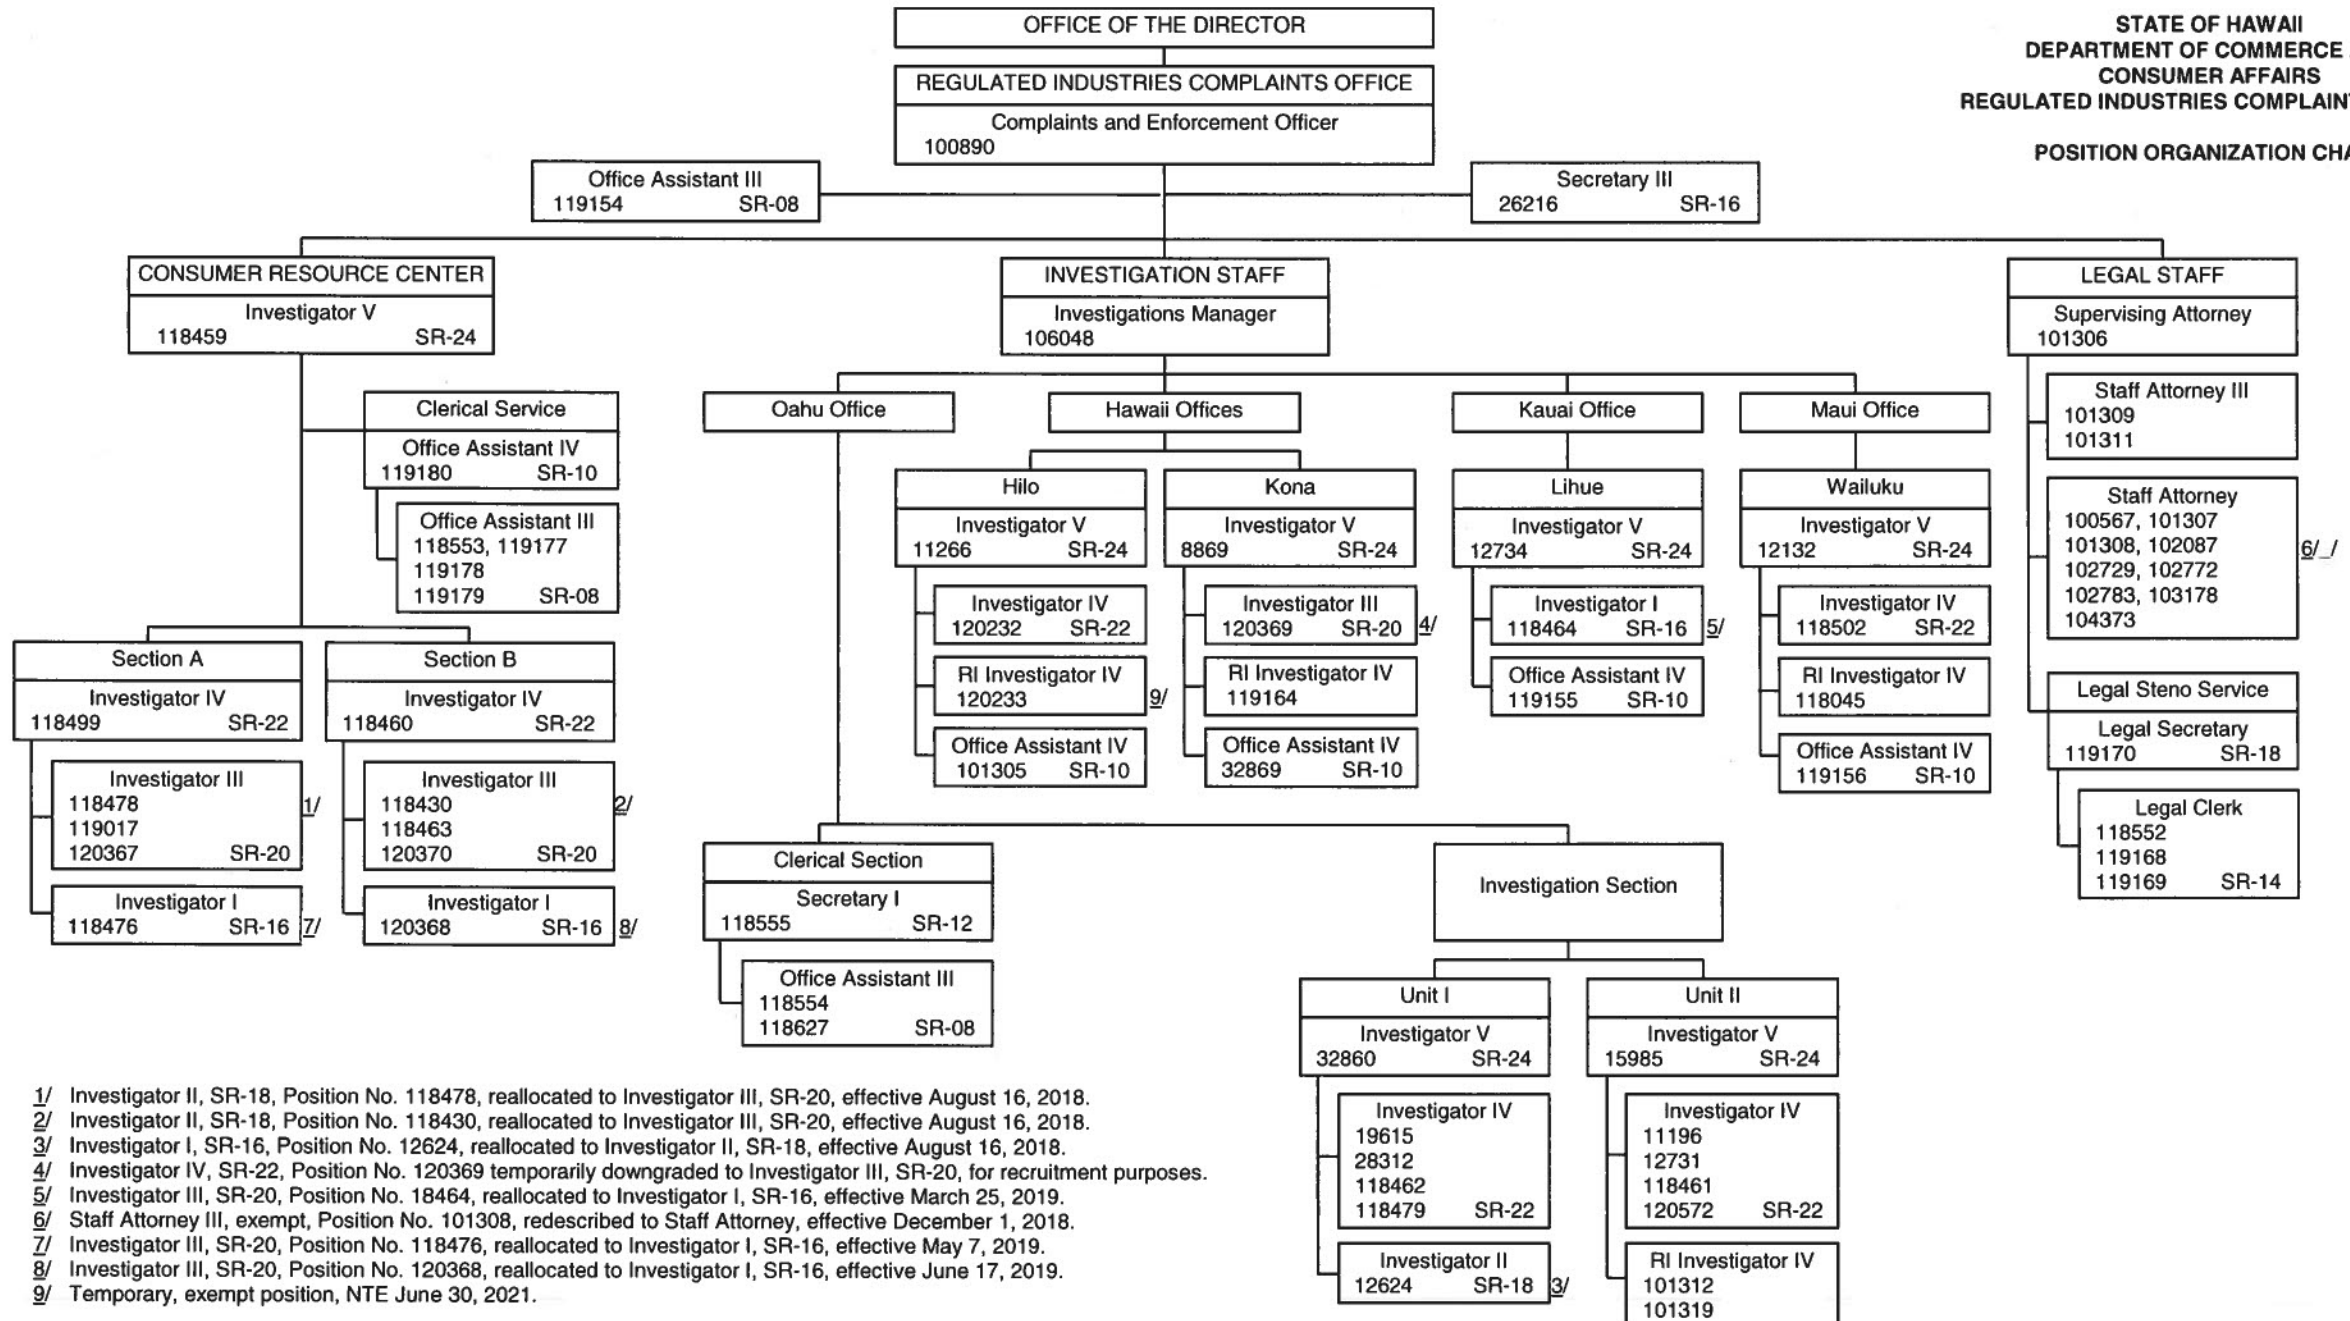 OFFICE OF THE DIRECTOR
REGULATED INDUSTRIES COMPLAINTS OFFICE
Complaints and Enforcement Officer
100890
STATE OF HAWAII
DEPARTMENT OF COMMERCE
CONSUMER AFFAIRS
REGULATED INDUSTRIES
POSITION ORGANIZATION
Office Assistant III
119154 SR-08
Secretary III
26216 SR-16
CONSUMER RESOURCE CENTER
Investigator V
118459 SR-24
Clerical Service
Office Assistant IV
119180 SR-10
Office Assistant III
118553, 119177
119178
119179 SR-08
Section A
Investigator IV
118499 SR-22
Investigator III
118478 1/
119017
120367 SR-20
Investigator I
118476 SR-16 7/
Section B
Investigator IV
118460 SR-22
Investigator III
118430 2/
118463
120370 SR-20
Investigator I
120368 SR-16 8/
INVESTIGATION STAFF
Investigations Manager
106048
Oahu Office
Hawaii Offices
Kauai Office
Maui Office
Hilo
Investigator V
11266 SR-24
Investigator IV
120232 SR-22
RI Investigator IV
120233 9/
Office Assistant IV
101305 SR-10
Kona
Investigator V
8869 SR-24
Investigator III
120369 SR-20 4/
RI Investigator IV
119164
Office Assistant IV
32869 SR-10
Lihue
Investigator V
12734 SR-24
Investigator I
118464 SR-16 5/
Office Assistant IV
119155 SR-10
Wailuku
Investigator V
12132 SR-24
Investigator IV
118502 SR-22
RI Investigator IV
118045
Office Assistant IV
119156 SR-10
Clerical Section
Secretary I
118555 SR-12
Office Assistant III
118554
118627 SR-08
Investigation Section
Unit I
Investigator V
32860 SR-24
Investigator IV
19615
28312
118462
118479 SR-22
Investigator II
12624 SR-18 3/
Unit II
Investigator V
15985 SR-24
Investigator IV
11196
12731
118461
120572 SR-22
RI Investigator IV
101312
101319
LEGAL STAFF
Supervising Attorney
101306
Staff Attorney III
101309
101311
Staff Attorney
100567, 101307
101308, 102087 6/_/
102729, 102772
102783, 103178
104373
Legal Steno Service
Legal Secretary
119170 SR-18
Legal Clerk
118552
119168
119169 SR-14
1/ Investigator II, SR-18, Position No. 118478, reallocated to Investigator III, SR-20, effective August 16, 2018.
2/ Investigator II, SR-18, Position No. 118430, reallocated to Investigator III, SR-20, effective August 16, 2018.
3/ Investigator I, SR-16, Position No. 12624, reallocated to Investigator II, SR-18, effective August 16, 2018.
4/ Investigator IV, SR-22, Position No. 120369 temporarily downgraded to Investigator III, SR-20, for recruitment purposes.
5/ Investigator III, SR-20, Position No. 18464, reallocated to Investigator I, SR-16, effective March 25, 2019.
6/ Staff Attorney III, exempt, Position No. 101308, redescribed to Staff Attorney, effective December 1, 2018.
7/ Investigator III, SR-20, Position No. 118476, reallocated to Investigator I, SR-16, effective May 7, 2019.
8/ Investigator III, SR-20, Position No. 120368, reallocated to Investigator I, SR-16, effective June 17, 2019.
9/ Temporary, exempt position, NTE June 30, 2021.